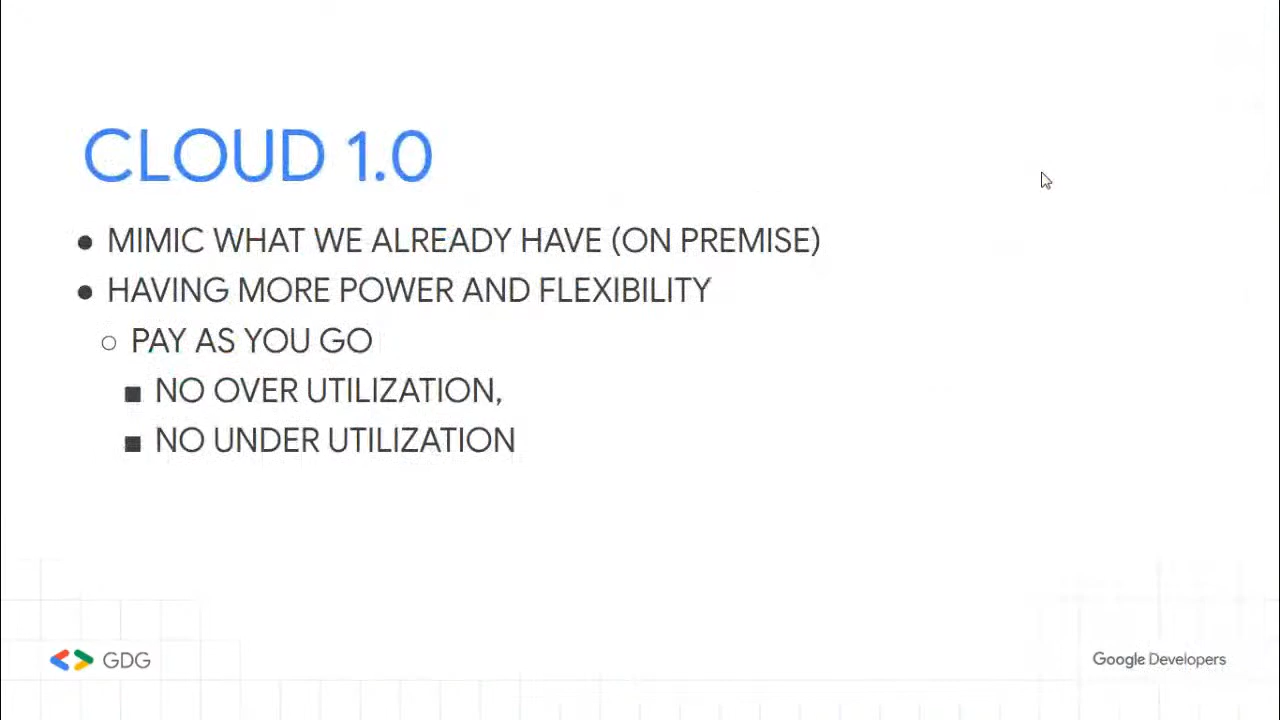 CLOUD 1.0
● MIMIC WHAT WE ALREADY HAVE (ON PREMISE)
● HAVING MORE POWER AND FLEXIBILITY
○ PAY AS YOU GO
■ NO OVER UTILIZATION,
■ NO UNDER UTILIZATION
GDG
Google Developers